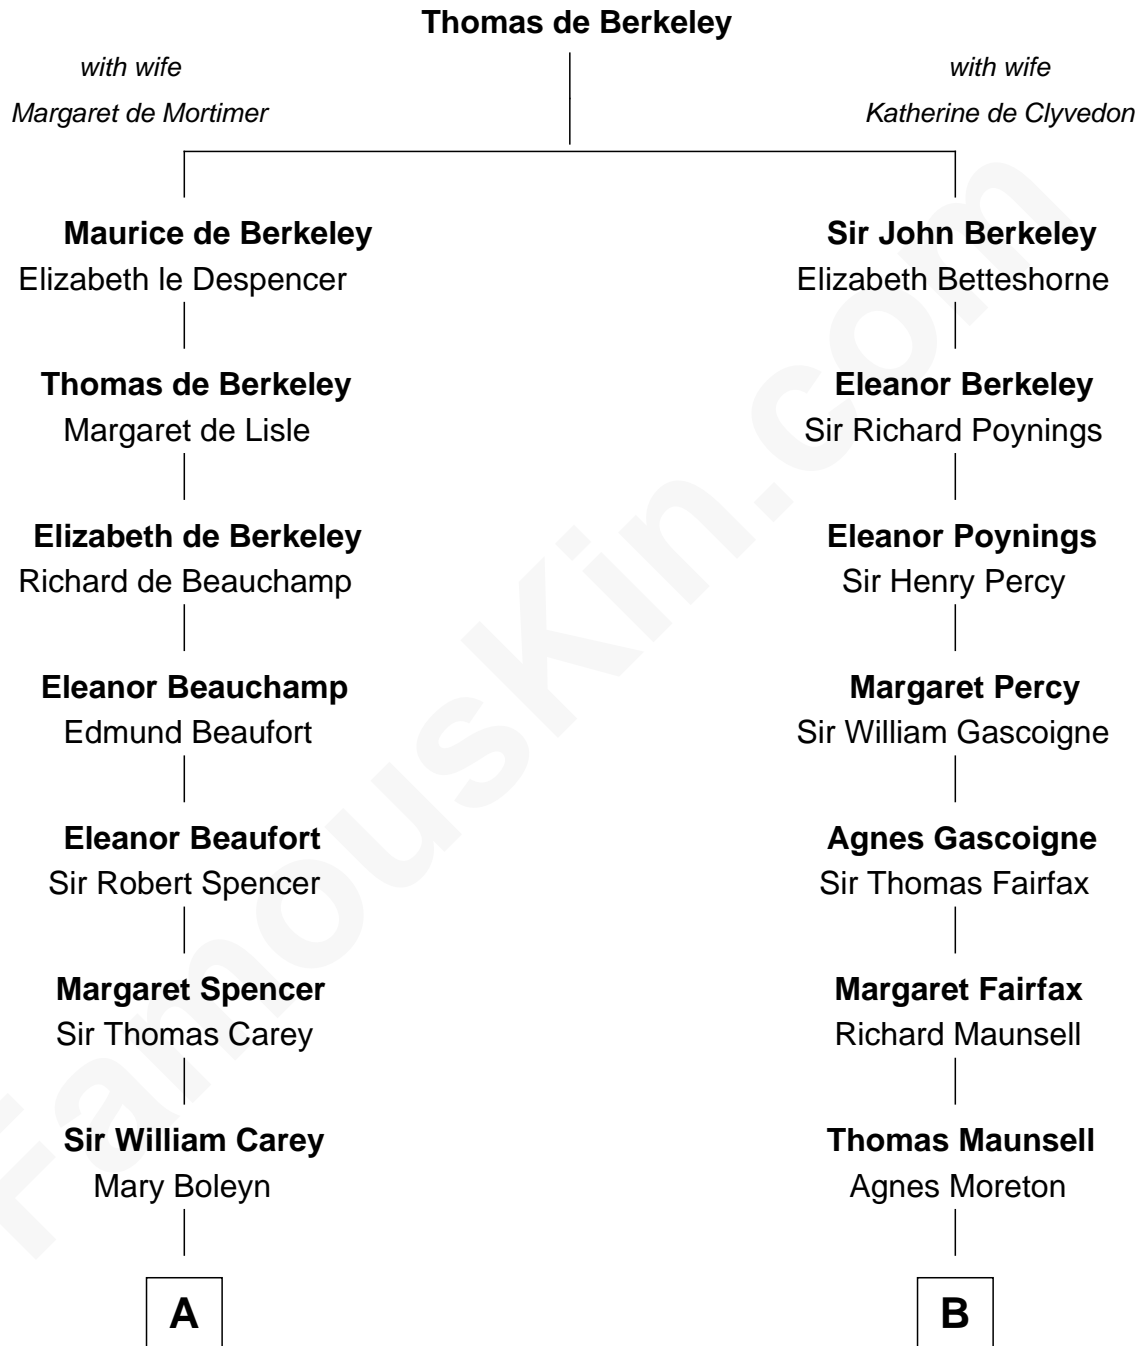 Thomas de Berkeley
with wife
Margaret de Mortimer
with wife
Katherine de Clyvedon
Maurice de Berkeley
Elizabeth le Despencer
Sir John Berkeley
Elizabeth Betteshorne
Thomas de Berkeley
Margaret de Lisle
Eleanor Berkeley
Sir Richard Poynings
Elizabeth de Berkeley
Richard de Beauchamp
Eleanor Poynings
Sir Henry Percy
Eleanor Beauchamp
Edmund Beaufort
Margaret Percy
Sir William Gascoigne
Eleanor Beaufort
Sir Robert Spencer
Agnes Gascoigne
Sir Thomas Fairfax
Margaret Spencer
Sir Thomas Carey
Margaret Fairfax
Richard Maunsell
Sir William Carey
Mary Boleyn
Thomas Maunsell
Agnes Moreton
A
B
FamousKin.com